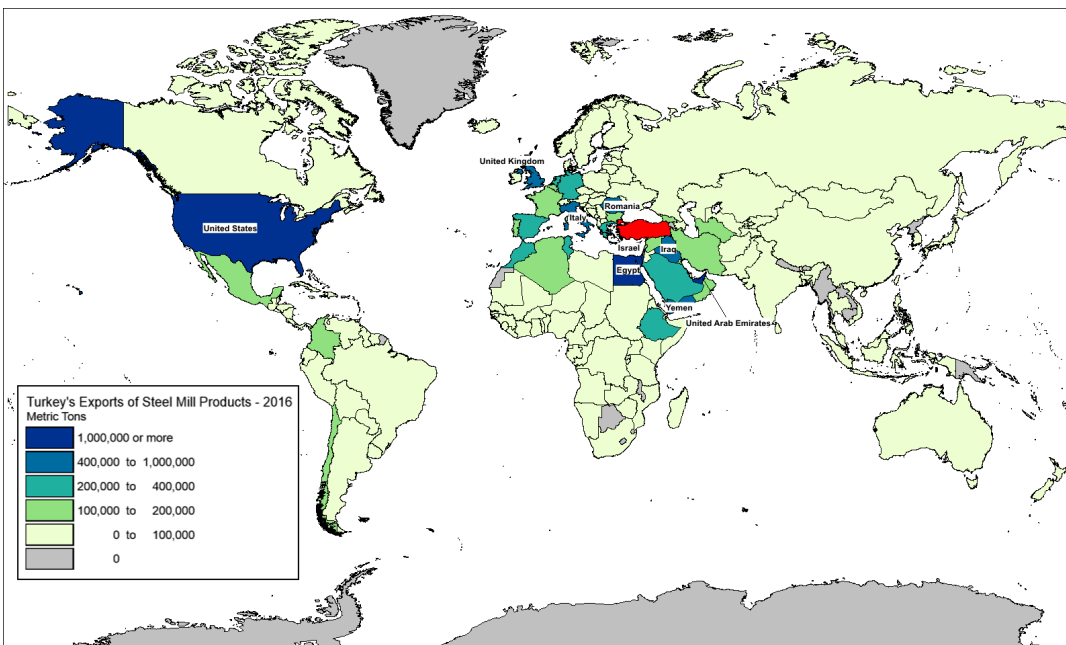 United Kingdom
United States
Italy
Romania
Israel
Iraq
Egypt
Yemen
United Arab Emirates
Turkey's Exports of Steel Mill Products - 2016
Metric Tons
1,000,000 or more
400,000 to 1,000,000
200,000 to 400,000
100,000 to 200,000
0 to 100,000
0